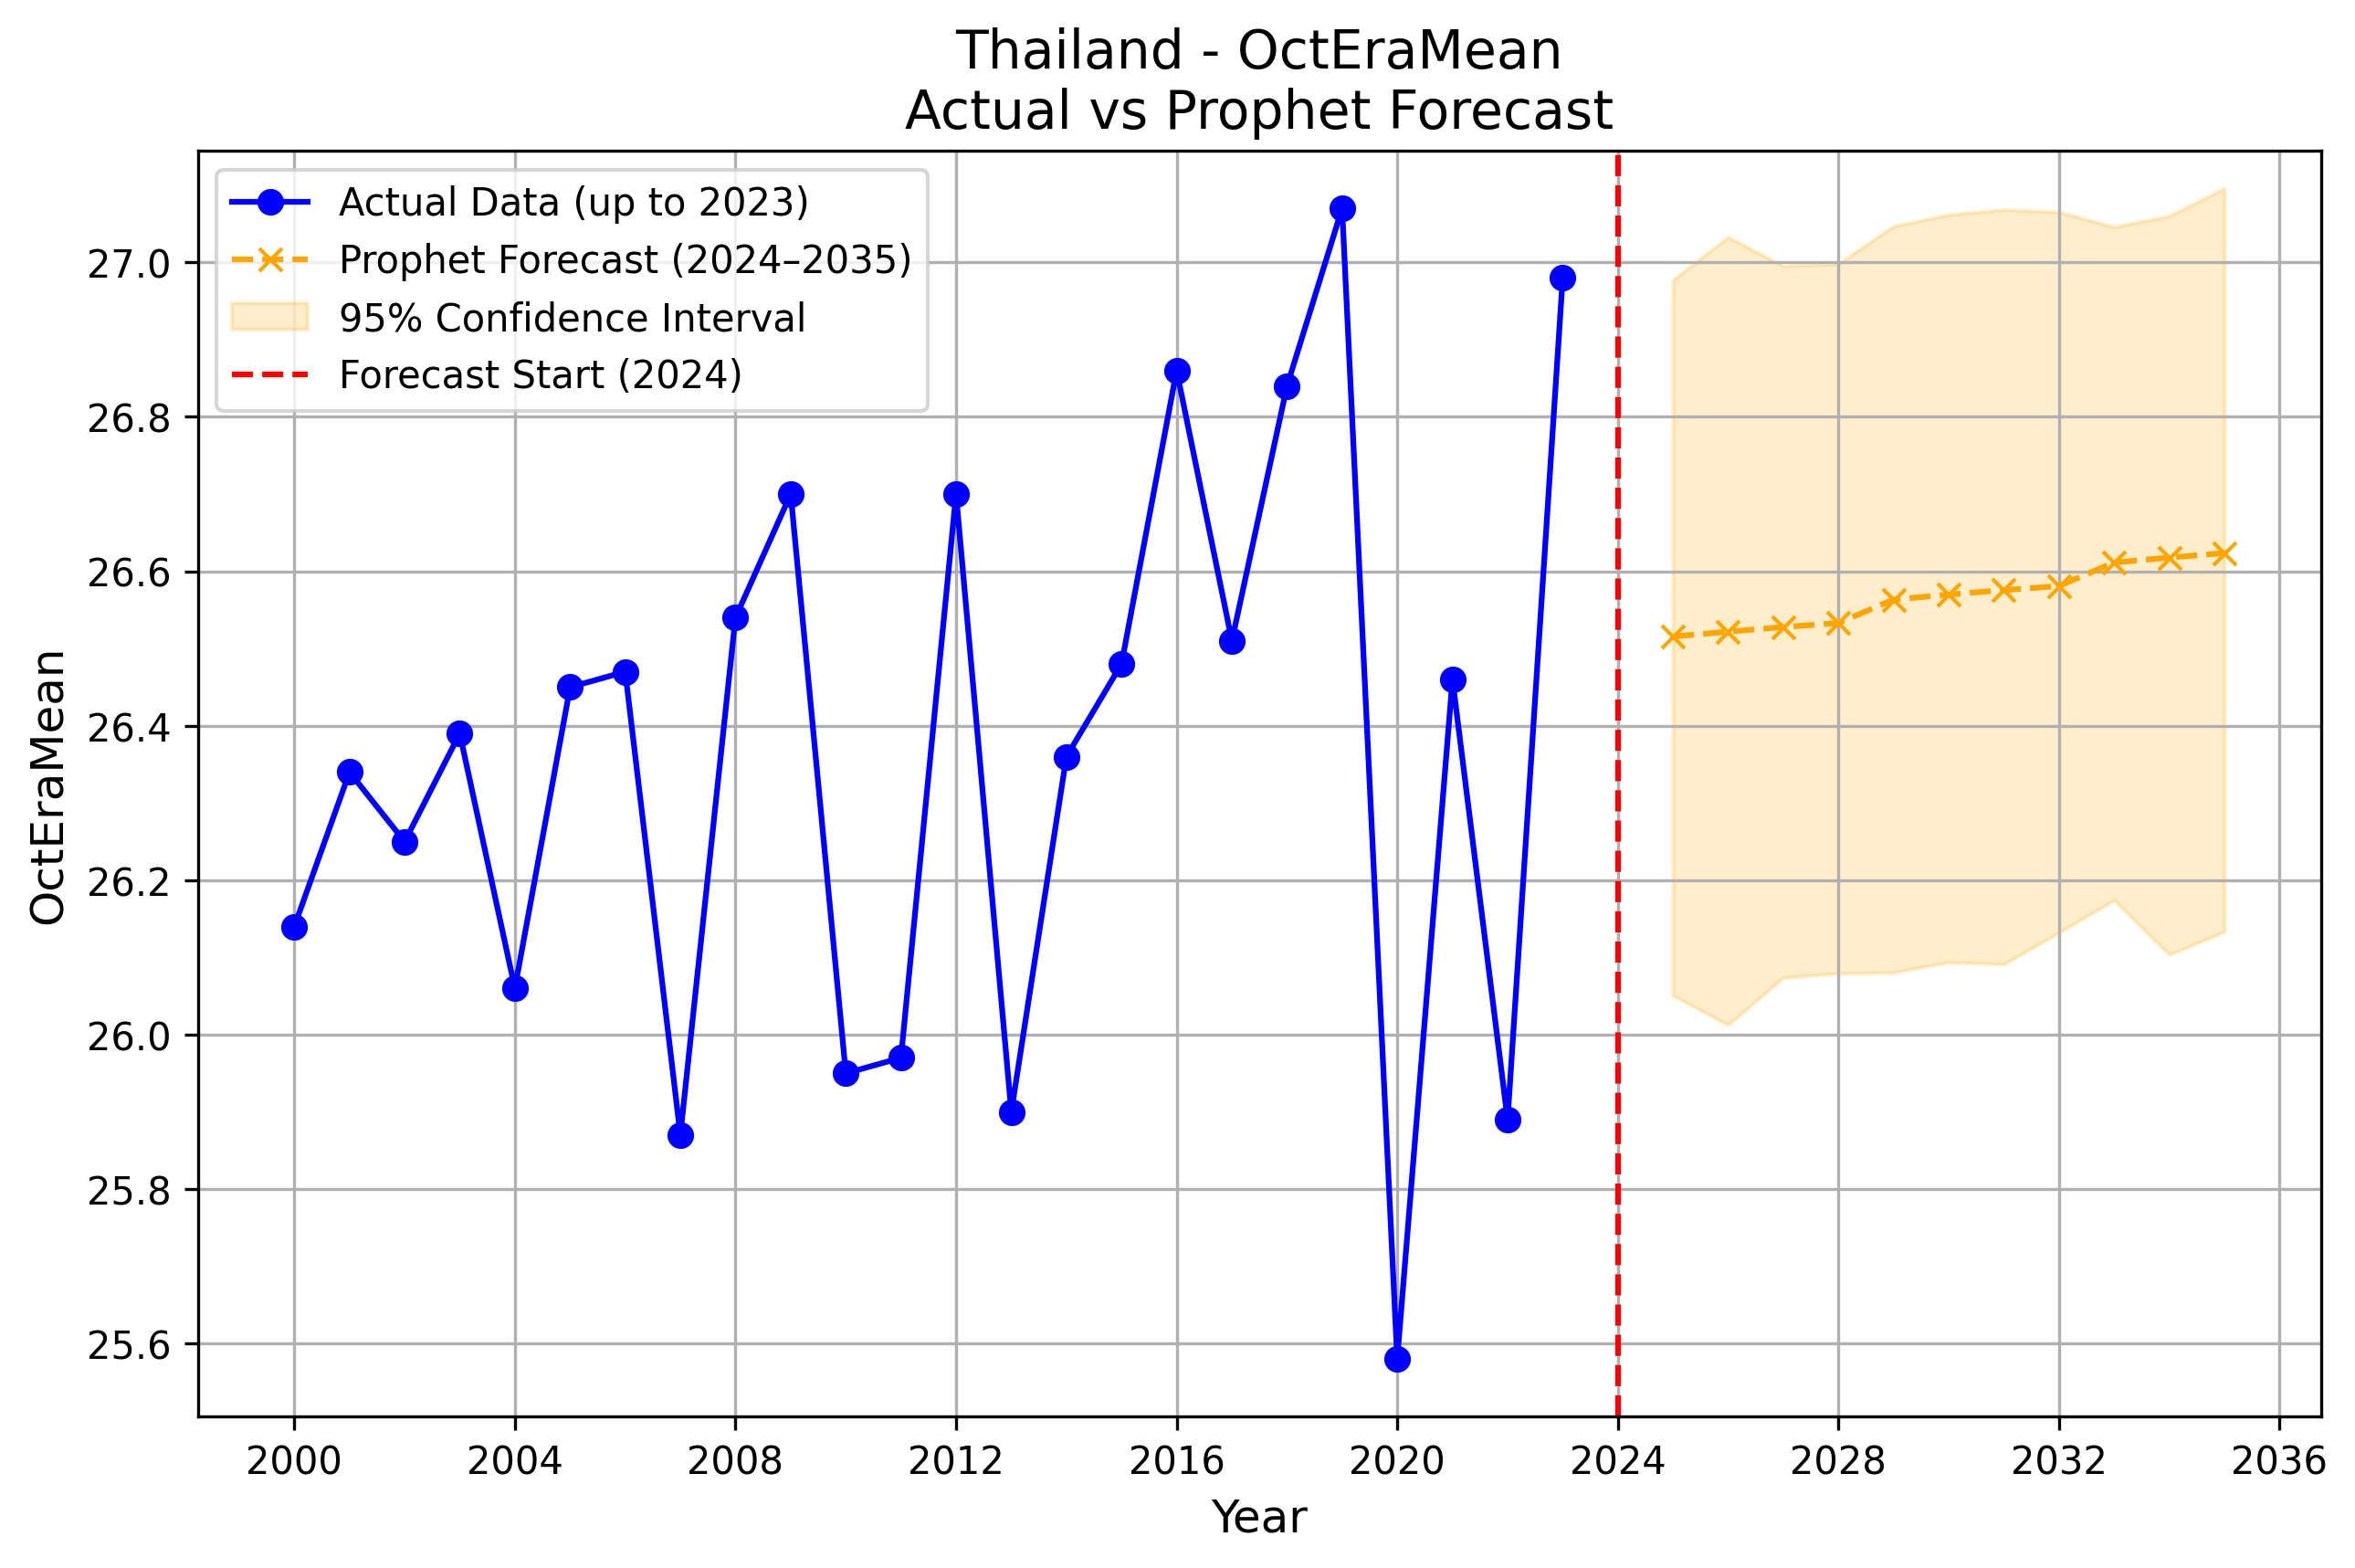 Thailand - OctEraMean
Actual vs Prophet Forecast
Actual Data (up to 2023)
Prophet Forecast (2024–2035)
95% Confidence Interval
Forecast Start (2024)
OctEraMean
27.0
26.8
26.6
26.4
26.2
26.0
25.8
25.6
2000 2004 2008 2012 2016 2020 2024 2028 2032 2036
Year